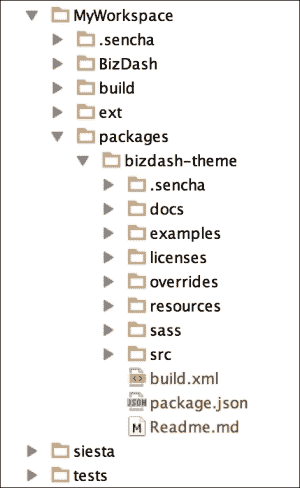 MyWorkspace
.sencha
BizDash
build
ext
packages
bizdash-theme
.sencha
docs
examples
licenses
overrides
resources
sass
src
build.xml
JSON package.json
M Readme.md
siesta
tests